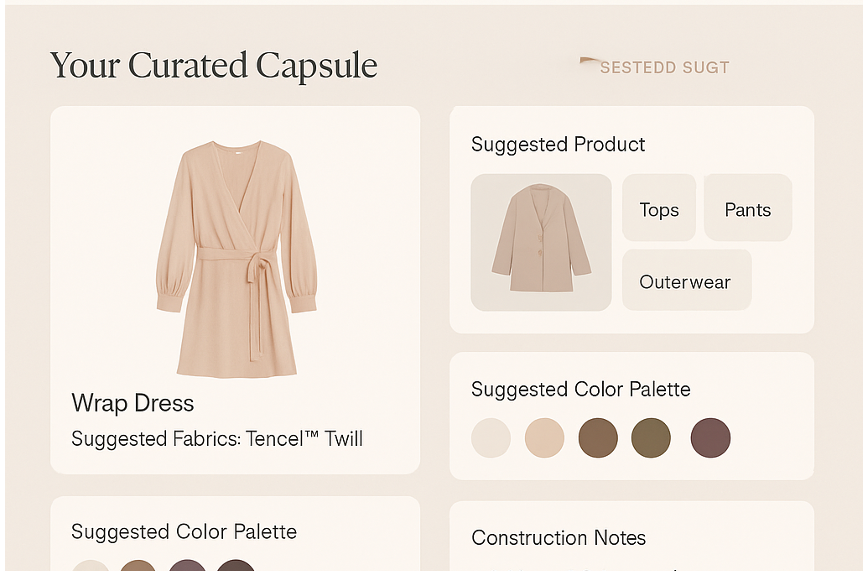 Your Curated Capsule
SESTEDD SUGT
Wrap Dress
Suggested Fabrics: Tencel™ Twill
Suggested Color Palette
Suggested Product
Tops
Pants
Outerwear
Suggested Color Palette
Construction Notes